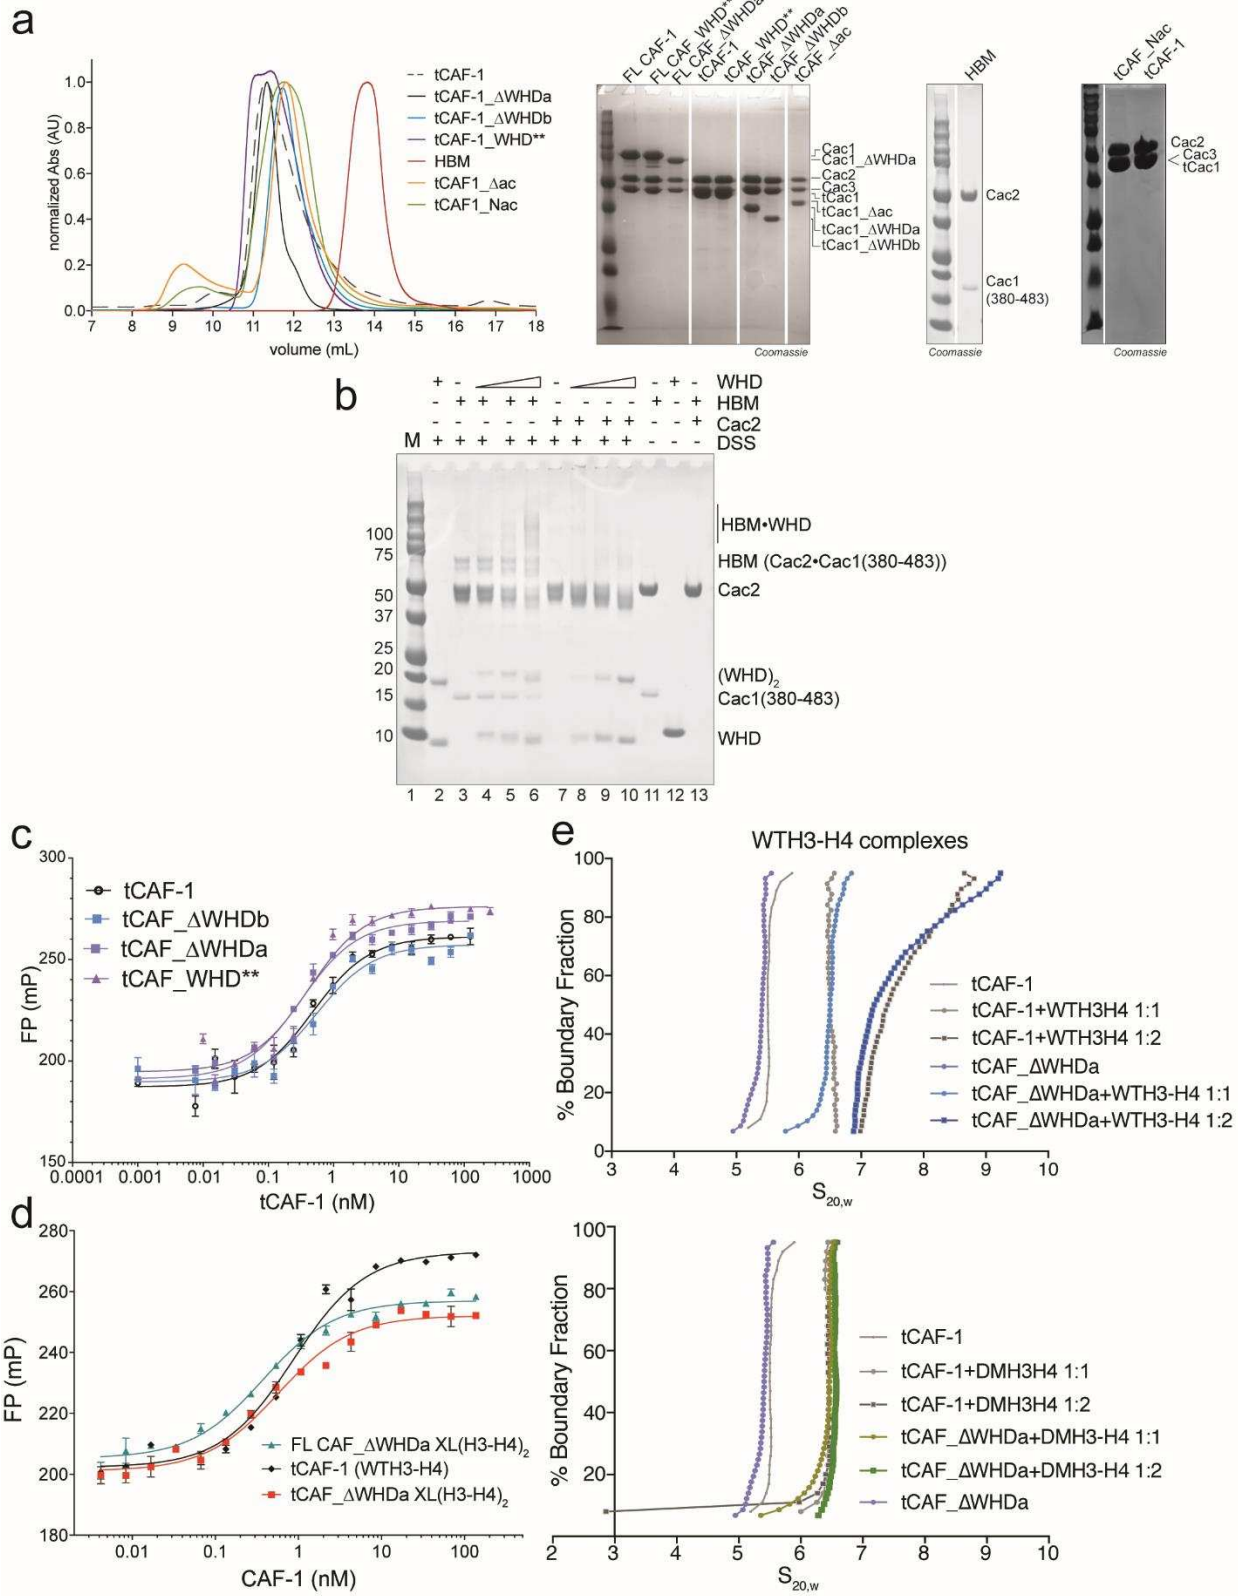 a
normalized Abs (AU)
1.0
0.8
0.6
0.4
0.2
0.0
7 8 9 10 11 12 13 14 15 16 17 18
volume (mL)
tCAF-1
tCAF-1_ΔWHDa
tCAF-1_ΔWHDb
tCAF-1_WHD**
HBM
tCAF1_Δac
tCAF1_Nac
FL CAF-1
FL CAF_WHD**
FL CAF_ΔWHDa
tCAF-1
tCAF_WHD**
tCAF_ΔWHDa
tCAF_ΔWHDb
tCAF_Δac
Cac1
Cac1_ΔWHDa
Cac2
Cac3
tCac1
tCac1_Δac
tCac1_ΔWHDa
tCac1_ΔWHDb
Coomassie
HBM
Cac2
Cac1
(380-483)
Coomassie
tCAF_Nac
tCAF-1
Cac2
Cac3
tCac1
Coomassie
b
+ - - + WHD
- + + + + - - - - + - + HBM
- - - - - + + + + - - + Cac2
M + + + + + + + + + - - - DSS
100
75
50
37
25
20
15
10
HBM•WHD
HBM (Cac2•Cac1(380-483))
Cac2
(WHD)2
Cac1(380-483)
WHD
1 2 3 4 5 6 7 8 9 10 11 12 13
c
FP (mP)
300
250
200
150
0.0001 0.001 0.01 0.1 1 10 100 1000
tCAF-1 (nM)
tCAF-1
tCAF_ΔWHDb
tCAF_ΔWHDa
tCAF_WHD**
d
FP (mP)
280
260
240
220
200
180
0.01 0.1 1 10 100
CAF-1 (nM)
FL CAF_ΔWHDa XL(H3-H4)2
tCAF-1 (WTH3-H4)
tCAF_ΔWHDa XL(H3-H4)2
e
WTH3-H4 complexes
% Boundary Fraction
100
80
60
40
20
0
3 4 5 6 7 8 9 10
S20,w
tCAF-1
tCAF-1+WTH3H4 1:1
tCAF-1+WTH3H4 1:2
tCAF_ΔWHDa
tCAF_ΔWHDa+WTH3-H4 1:1
tCAF_ΔWHDa+WTH3-H4 1:2
% Boundary Fraction
100
80
60
40
20
2 3 4 5 6 7 8 9 10
S20,w
tCAF-1
tCAF-1+DMH3H4 1:1
tCAF-1+DMH3H4 1:2
tCAF_ΔWHDa+DMH3-H4 1:1
tCAF_ΔWHDa+DMH3-H4 1:2
tCAF_ΔWHDa